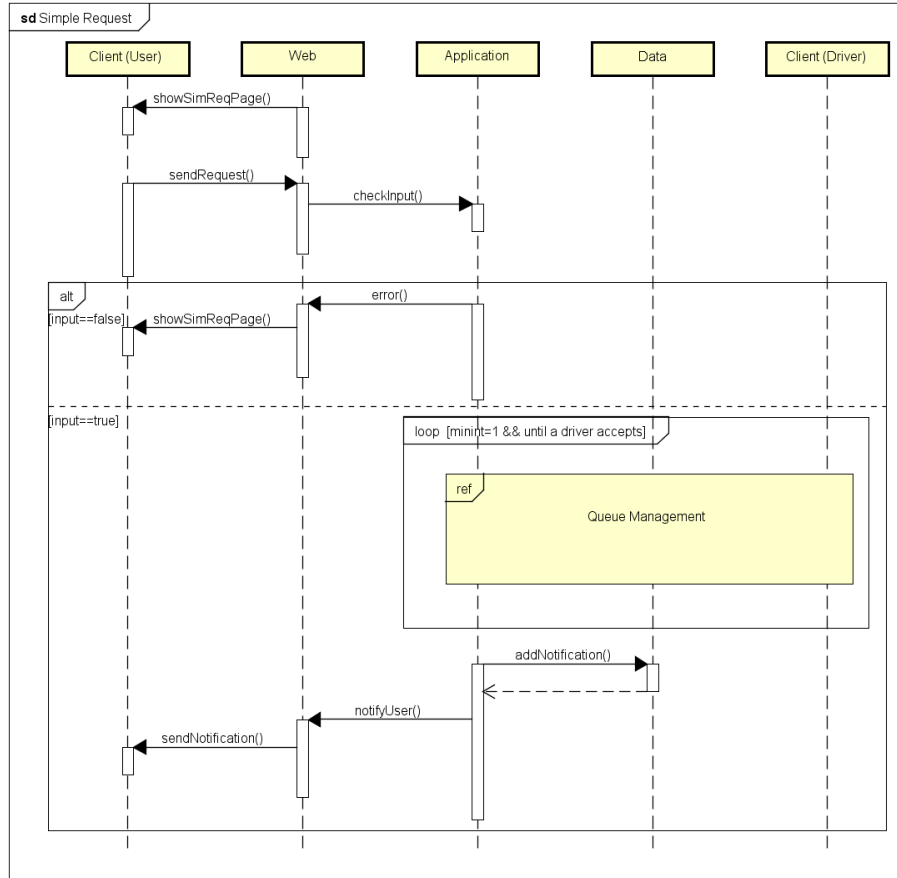 sd Simple Request
Client (User)
Web
Application
Data
Client (Driver)
showSimReqPage()
sendRequest()
checkInput()
alt
error()
[input==false]
showSimReqPage()
[input==true]
loop [minint=1 && until a driver accepts]
ref
Queue Management
addNotification()
notifyUser()
sendNotification()